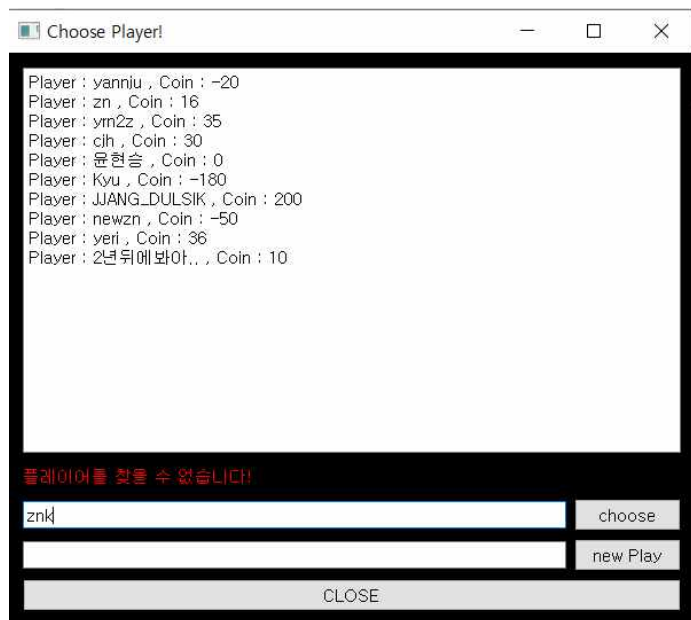 Choose Player!
Player : yannju , Coin : -20
Player : zn , Coin : 16
Player : yrn2z , Coin : 35
Player : cjh , Coin : 30
Player : 윤현승 , Coin : 0
Player : Kyu , Coin : -180
Player : JJANG_DULSIK , Coin : 200
Player : newzn , Coin : -50
Player : yeri , Coin : 36
Player : 2년뒤에봐아.. , Coin : 10
플레이어를 찾을 수 없습니다!
znk
choose
new Play
CLOSE